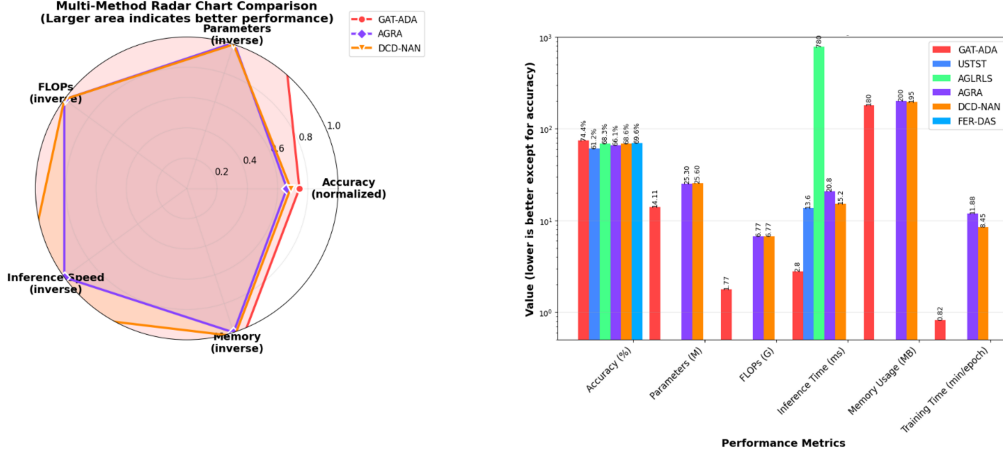 Multi-Method Radar Chart Comparison
(Larger area indicates better performance)
GAT-ADA
AGRA
DCD-NAN
Parameters
(inverse)
FLOPs
(inverse)
Accuracy
(normalized)
Inference Speed
(inverse)
Memory
(inverse)
0.2
0.4
0.8
1.0
Value (lower is better except for accuracy)
10³
10²
10¹
10⁰
GAT-ADA
USTST
AGLRLS
AGRA
DCD-NAN
FER-DAS
74.4%
61.2%
68.3%
66.1%
68.6%
69.6%
14.11
25.30
25.60
1.77
6.77
6.77
2.8
13.6
780
20.8
15.2
180
200
195
0.82
11.88
8.45
Accuracy (%)
Parameters (M)
FLOPs (G)
Inference Time (ms)
Memory Usage (MB)
Training Time (min/epoch)
Performance Metrics